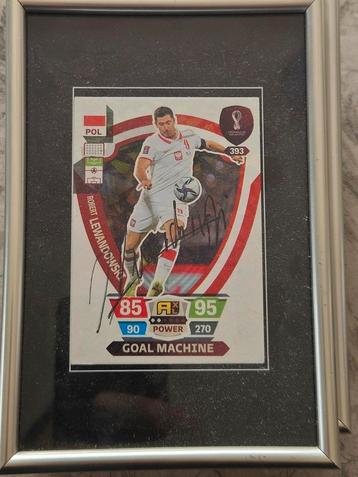 POL
393
ROBERT LEWANDOWSKI
85 95
90 POWER 270
GOAL MACHINE